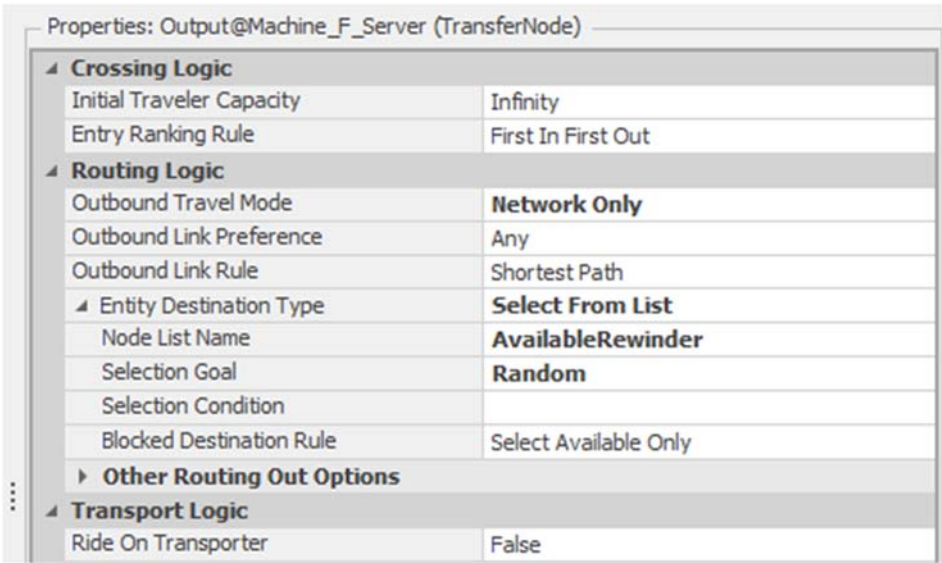 Properties: Output@Machine_F_Server (TransferNode)
Crossing Logic
Initial Traveler Capacity Infinity
Entry Ranking Rule First In First Out
Routing Logic
Outbound Travel Mode Network Only
Outbound Link Preference Any
Outbound Link Rule Shortest Path
Entity Destination Type Select From List
Node List Name AvailableRewinder
Selection Goal Random
Selection Condition
Blocked Destination Rule Select Available Only
Other Routing Out Options
Transport Logic
Ride On Transporter False